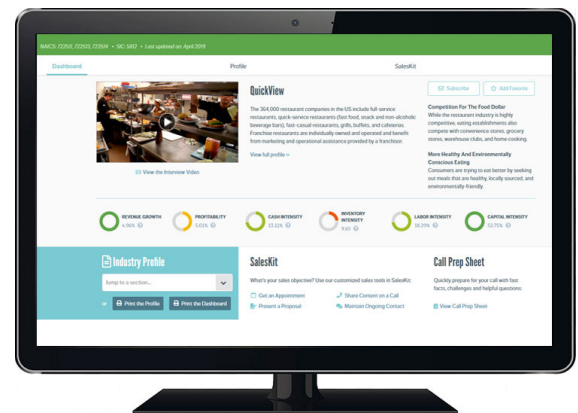 NAICS: 72251, 722513, 722514 • SIC: 5812 • Last updated on: April 2019
Dashboard
Profile
SalesKit
QuickView
The 364,000 restaurant companies in the US include full-service
restaurants, quick-service restaurants (fast food, snack and non-alcoholic
beverage bars), fast-casual restaurants, grills, buffets, and cafeterias.
Franchise restaurants are individually owned and operated and benefit
from marketing and operational assistance provided by a franchisor.
View full profile
View the Interview Video
Subscribe
Add Favorite
Competition For The Food Dollar
While the restaurant industry is highly
competitive, eating establishments also
compete with convenience stores, grocery
stores, warehouse clubs, and home cooking.
More Healthy And Environmentally
Conscious Eating
Consumers are trying to eat better by seeking
out meals that are healthy, locally sourced, and
environmentally-friendly.
REVENUE GROWTH
4.96%
PROFITABILITY
5.61%
CASH INTENSITY
INVENTORY
INTENSITY
LABOR INTENSITY
CAPITAL INTENSITY
Industry Profile
Jump to a section...
or
Print the Profile
Print the Dashboard
SalesKit
What's your sales objective? Use our customized sales tools in SalesKit:
Get an Appointment
Share Content on a Call
Present a Proposal
Maintain Ongoing Contact
Call Prep Sheet
Quickly prepare for your call with fast
facts, challenges and helpful questions:
View Call Prep Sheet